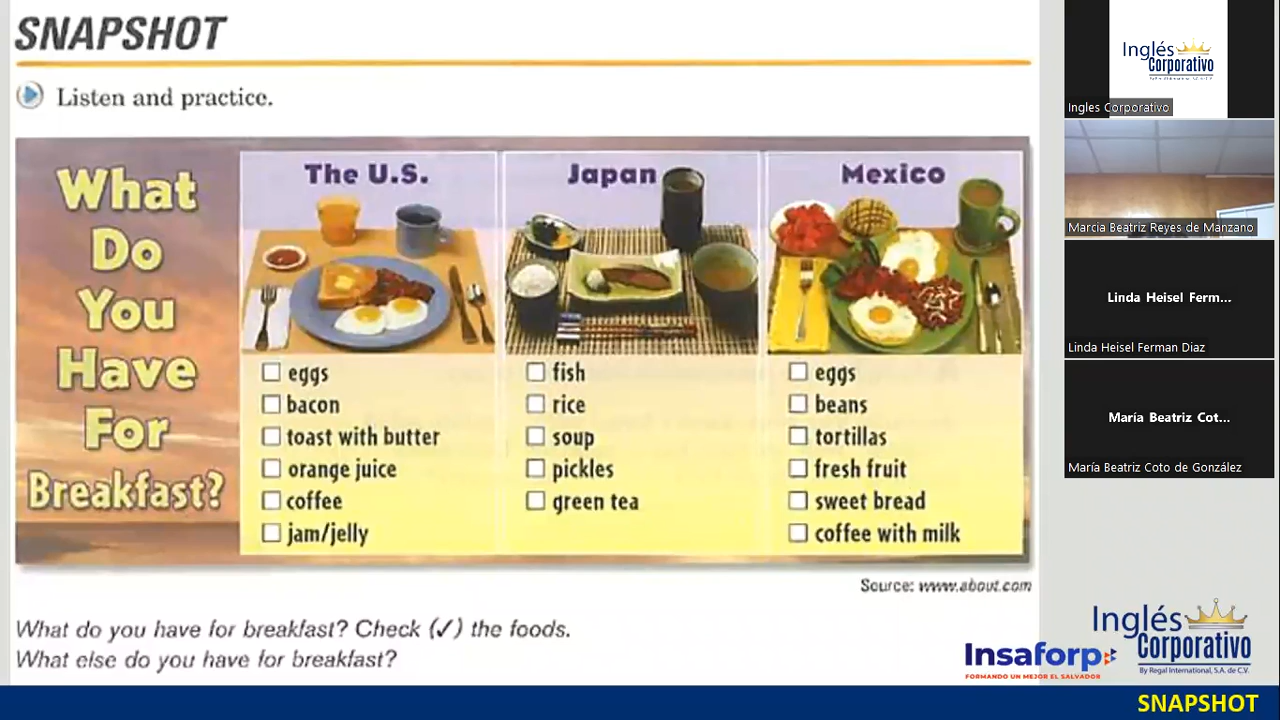 SNAPSHOT
Listen and practice.
What
Do
You
Have
For
Breakfast?
The U.S.
eggs
bacon
toast with butter
orange juice
coffee
jam/jelly
Japan
fish
rice
soup
pickles
green tea
Mexico
eggs
beans
tortillas
fresh fruit
sweet bread
coffee with milk
Source: www.about.com
What do you have for breakfast? Check (✓) the foods.
What else do you have for breakfast?
Insaforp
FORMANDO UN MEJOR EL SALVADOR
Inglés
Corporativo
By Regal International, S.A. de C.V.
SNAPSHOT
Inglés
Corporativo
Ingles Corporativo
Marcia Beatriz Reyes de Manzano
Linda Heisel Ferm...
Linda Heisel Ferman Diaz
María Beatriz Cot...
María Beatriz Coto de González